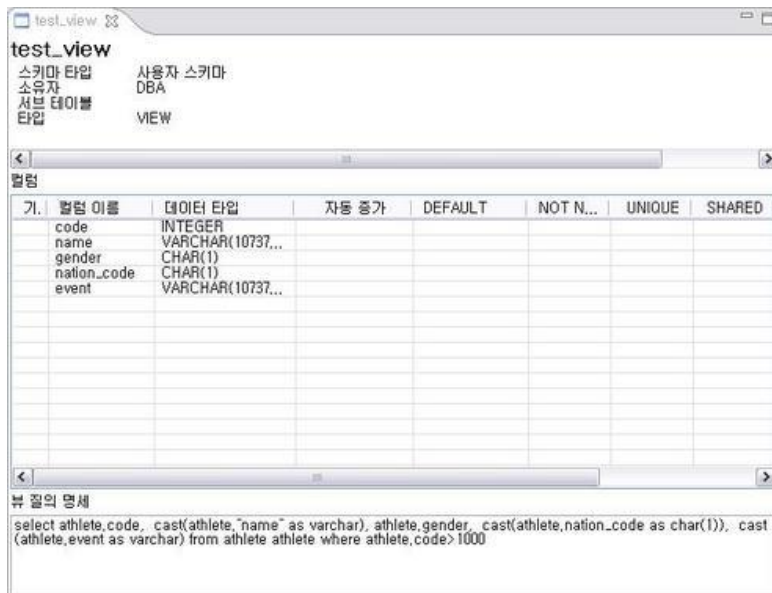 test_view
test_view
스키마 타입 사용자 스키마
소유자 DBA
서브 테이블
타입 VIEW
컬럼
기. 컬럼 이름 데이터 타입 자동 증가 DEFAULT NOT N... UNIQUE SHARED
code INTEGER
name VARCHAR(10737...
gender CHAR(1)
nation_code CHAR(1)
event VARCHAR(10737...
뷰 질의 명세
select athlete.code, cast(athlete."name" as varchar), athlete.gender, cast(athlete.nation_code as char(1)), cast
(athlete.event as varchar) from athlete athlete where athlete.code>1000